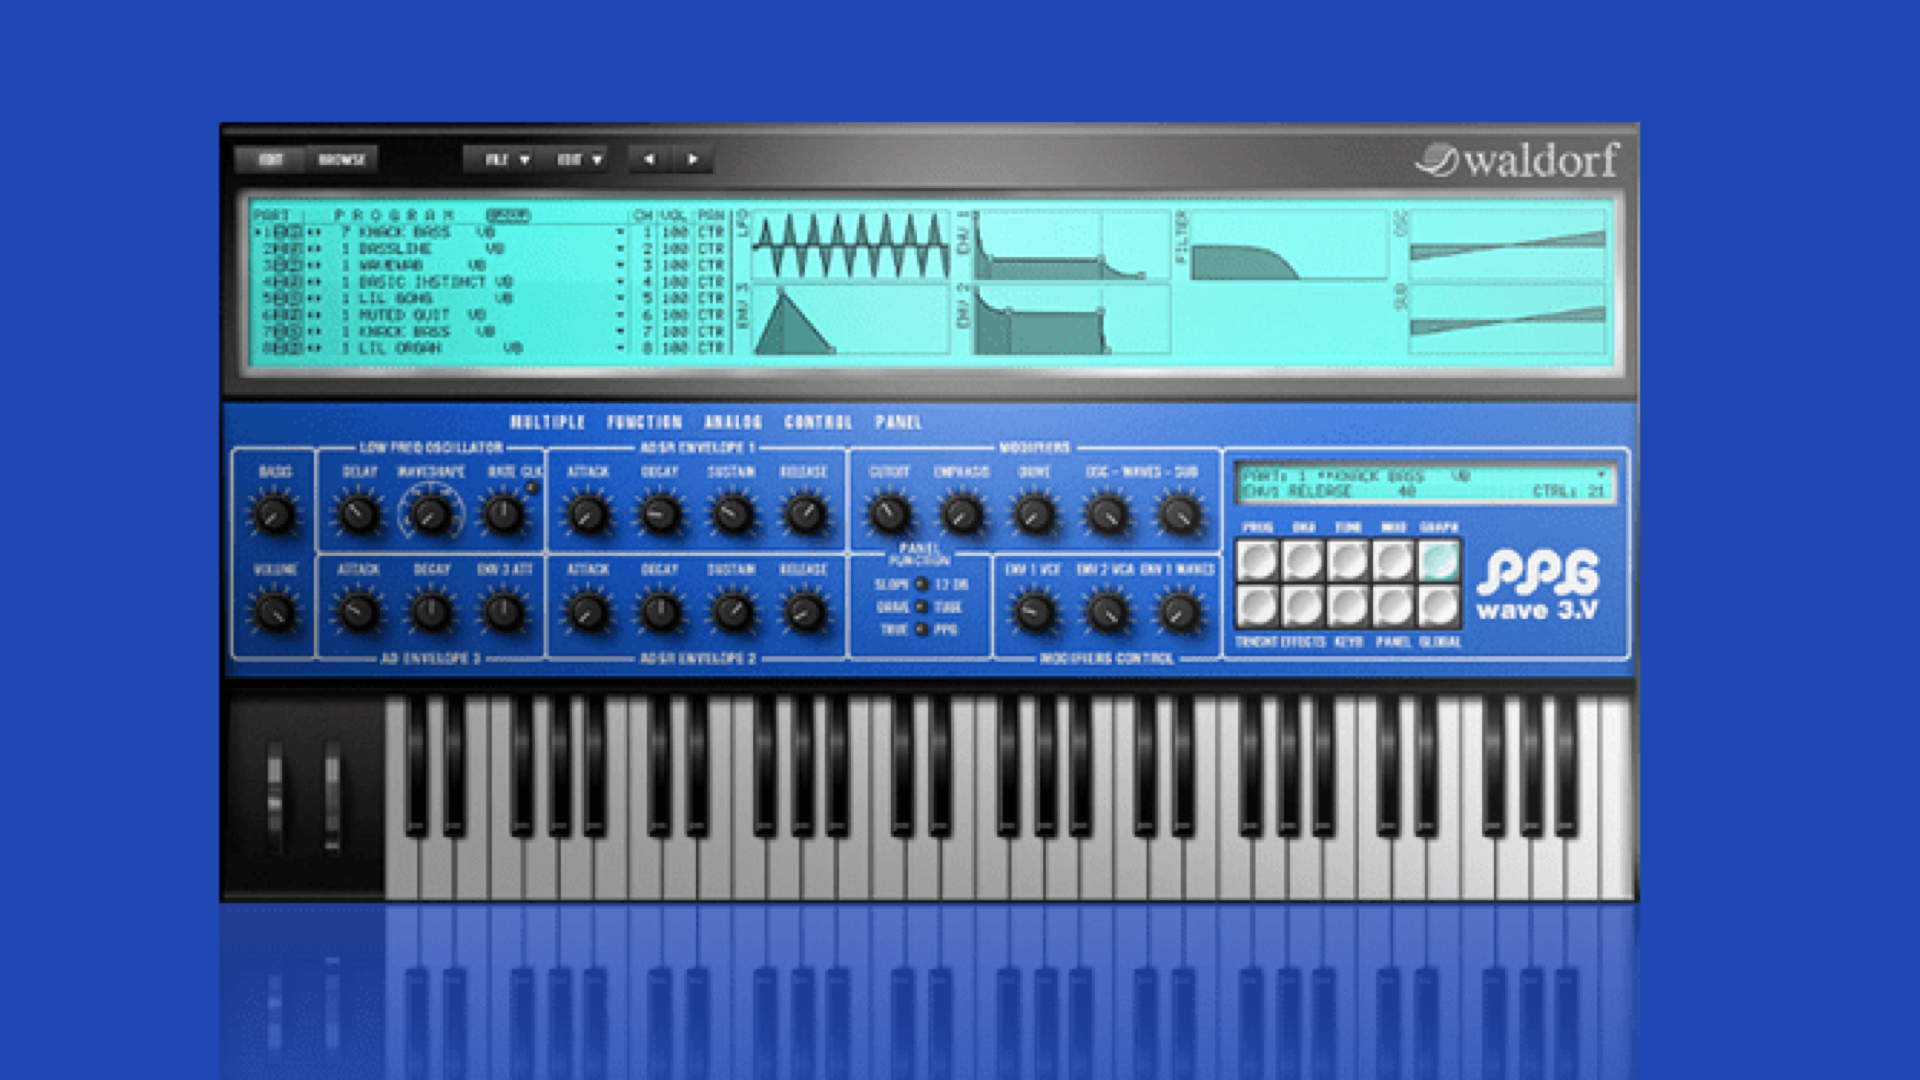 EDIT BROWSE FILE EDIT
waldorf
PART PROGRAM CH VOL PAN
1 7 KNACK BASS VB 1 100 CTR
2 1 BASSLINE VB 2 100 CTR
3 1 WAVEWAB VB 3 100 CTR
4 1 BASIC INSTINCT VB 4 100 CTR
5 1 LIL GONG VB 5 100 CTR
6 1 MUTED GUIT VB 6 100 CTR
7 1 KNACK BASS VB 7 100 CTR
8 1 LIL ORGAN VB 8 100 CTR
LFO ENV 1 FILTER OSC
ENV 3 ENV 2 SUB
MULTIPLE FUNCTION ANALOG CONTROL PANEL
LOW FREQ OSCILLATOR ADSR ENVELOPE 1 MODIFIERS
BASIS DELAY WAVESHAPE RATE CLK ATTACK DECAY SUSTAIN RELEASE CUTOFF EMPHASIS DRIVE OSC - WAVES - SUB
PART: 1 KNACK BASS VB
ENV1 RELEASE 40 CTRL: 21
PROG TUNE MOD GRAPH
PANEL
FUNCTION
VOLUME ATTACK DECAY ENV 3 ATT ATTACK DECAY SUSTAIN RELEASE ENV 1 VCF ENV 2 VCA ENV 1 WAVES
SLOPE 12 DB
DRIVE TUBE
TRUE PPG
PPG
wave 3.V
EFFECTS KEYB PANEL GLOBAL
AD ENVELOPE 3 ADSR ENVELOPE 2 MODIFIERS CONTROL